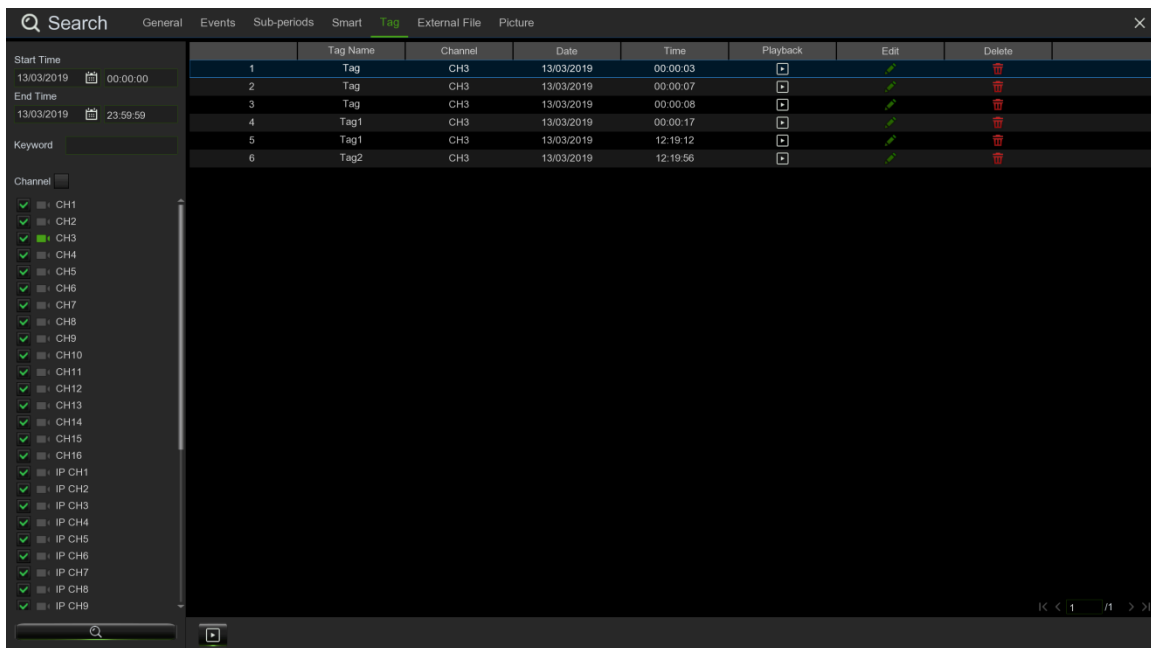 Search General Events Sub-periods Smart Tag External File Picture
Start Time
13/03/2019 00:00:00
End Time
13/03/2019 23:59:59
Keyword
Channel
CH1
CH2
CH3
CH4
CH5
CH6
CH7
CH8
CH9
CH10
CH11
CH12
CH13
CH14
CH15
CH16
IP CH1
IP CH2
IP CH3
IP CH4
IP CH5
IP CH6
IP CH7
IP CH8
IP CH9
Tag Name Channel Date Time Playback Edit Delete
1 Tag CH3 13/03/2019 00:00:03
2 Tag CH3 13/03/2019 00:00:07
3 Tag CH3 13/03/2019 00:00:08
4 Tag1 CH3 13/03/2019 00:00:17
5 Tag1 CH3 13/03/2019 12:19:12
6 Tag2 CH3 13/03/2019 12:19:56
1 /1